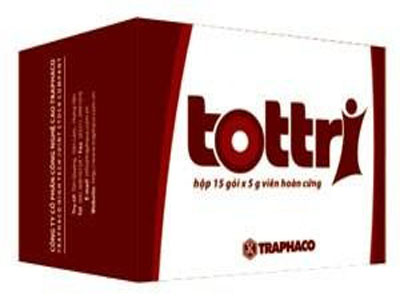 tottri
hộp 15 gói x 5 g viên hoàn cứng
TRAPHACO
CÔNG TY CỔ PHẦN CÔNG NGHỆ CAO TRAPHACO
TRAPHACO HIGH TECH JOINT STOCK COMPANY